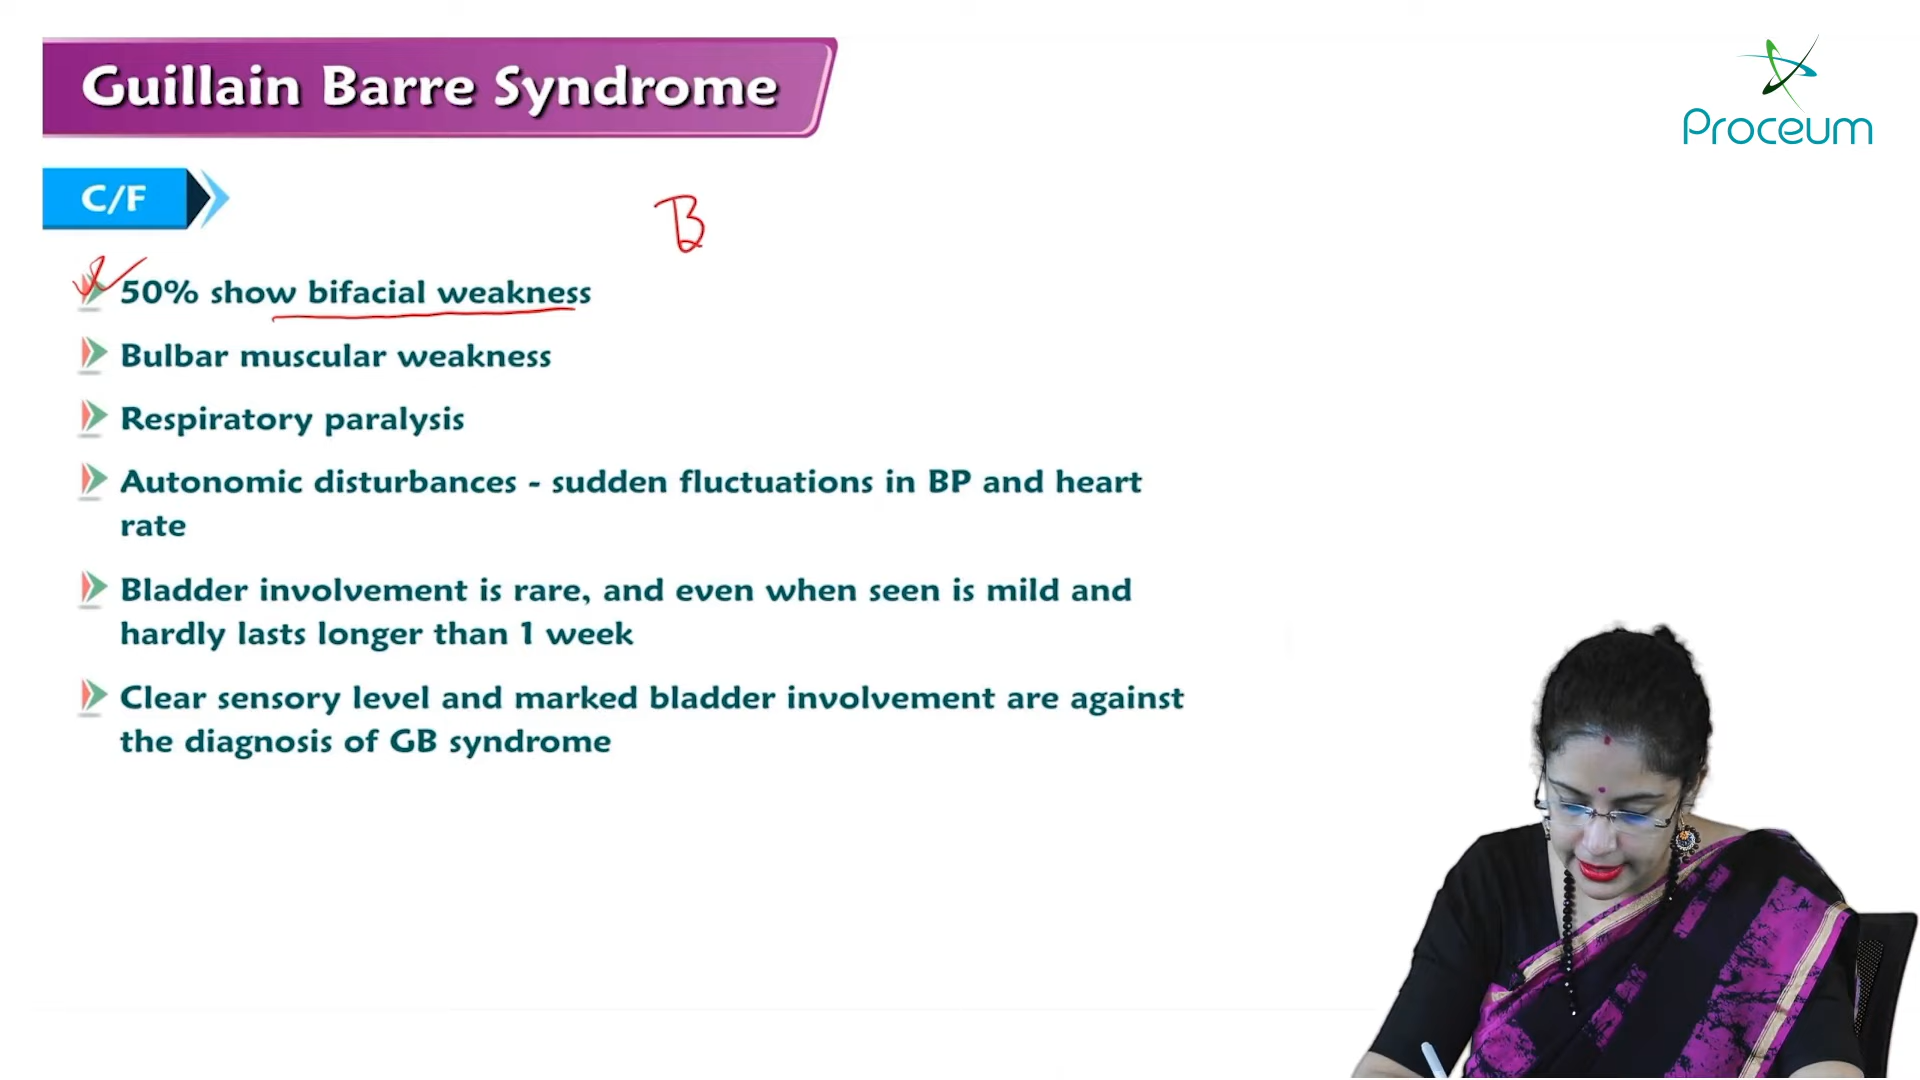 Guillain Barre Syndrome
Proceum
C/F
B
50% show bifacial weakness
Bulbar muscular weakness
Respiratory paralysis
Autonomic disturbances - sudden fluctuations in BP and heart
rate
Bladder involvement is rare, and even when seen is mild and
hardly lasts longer than 1 week
Clear sensory level and marked bladder involvement are against
the diagnosis of GB syndrome